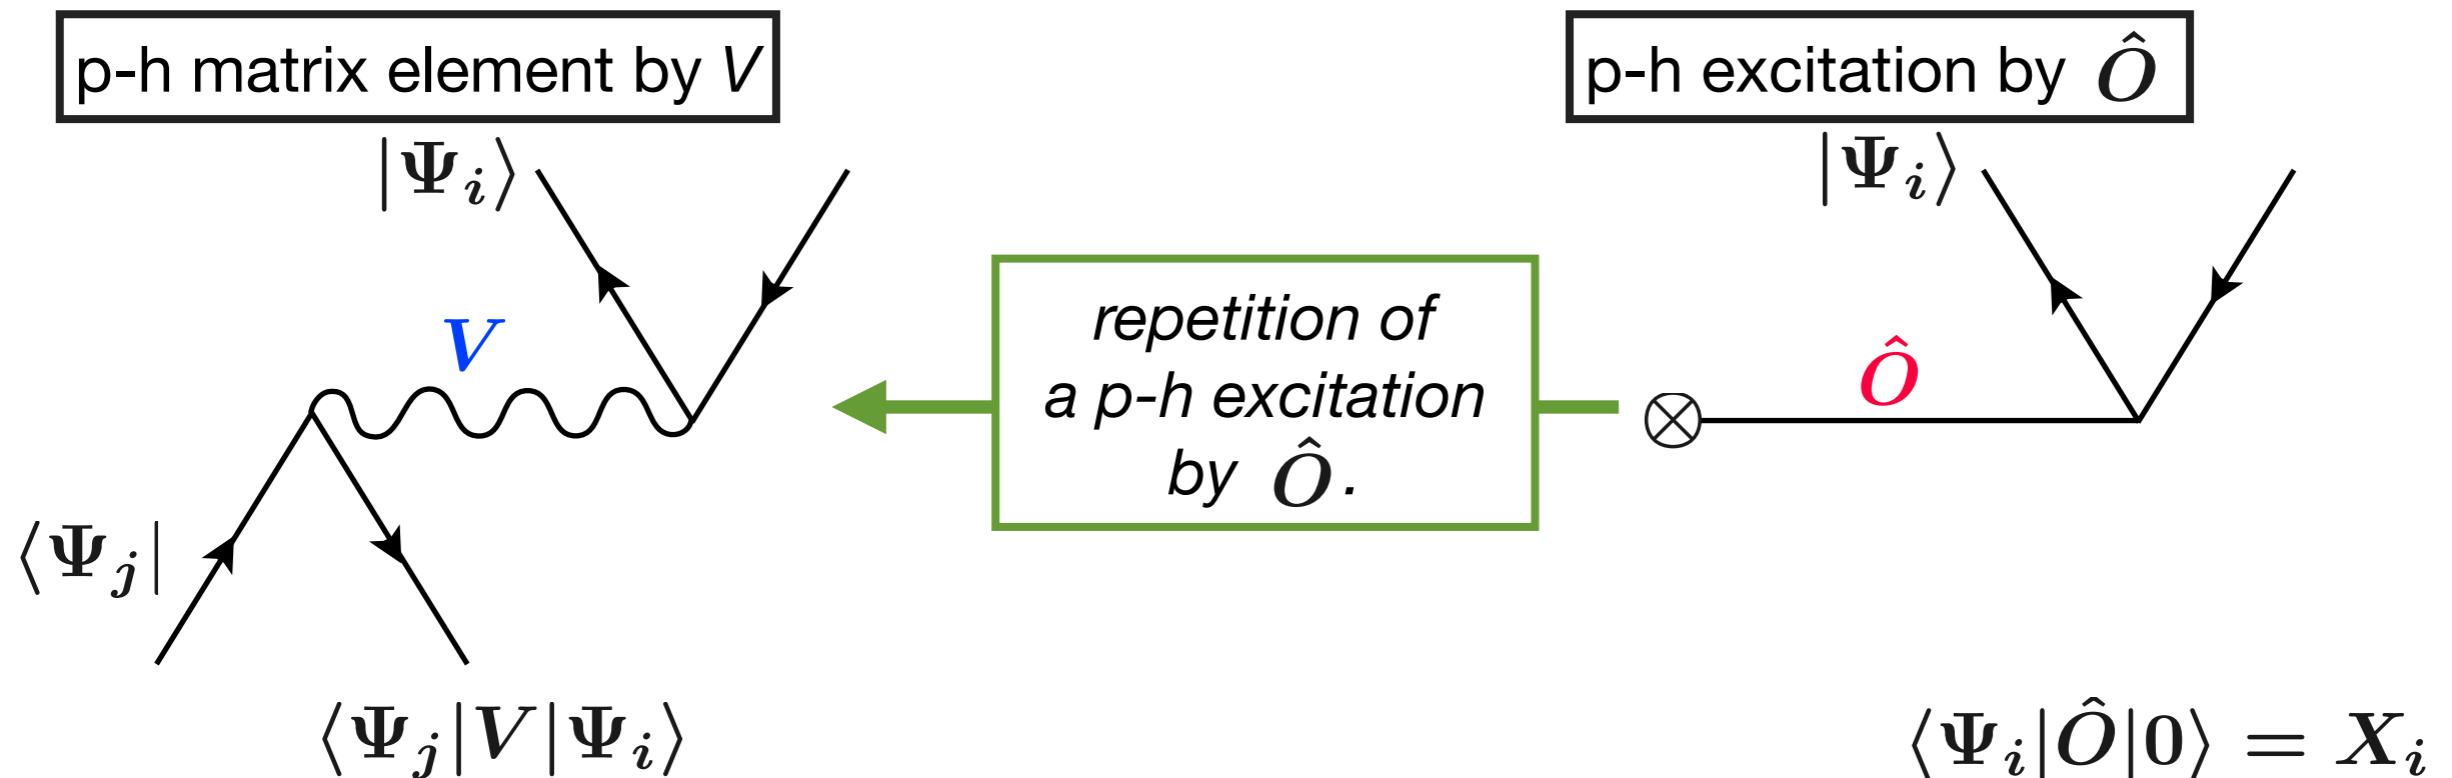 p-h matrix element by V
|Ψ_i⟩
V
⟨Ψ_j|
⟨Ψ_j|V|Ψ_i⟩
repetition of
a p-h excitation
by Ô.
p-h excitation by Ô
|Ψ_i⟩
Ô
⟨Ψ_i|Ô|0⟩ = X_i